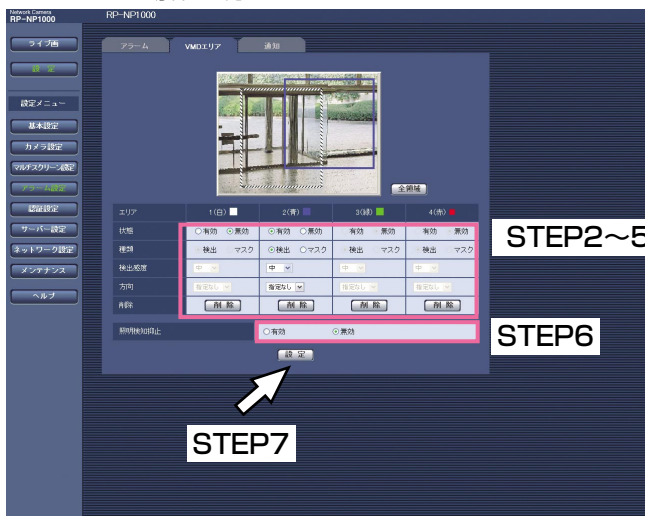 Network Camera
RP-NP1000
RP-NP1000
ライブ画
設 定
設定メニュー
基本設定
カメラ設定
マルチスクリーン設定
アラーム設定
認証設定
サーバー設定
ネットワーク設定
メンテナンス
ヘルプ
アラーム VMDエリア 通知
全領域
エリア 1(白) 2(青) 3(緑) 4(赤)
状態 有効 無効 有効 無効 有効 無効 有効 無効
種類 検出 マスク 検出 マスク 検出 マスク 検出 マスク
検出感度 中 中 中 中
方向 指定なし 指定なし 指定なし 指定なし
削除 削 除 削 除 削 除 削 除
STEP2～5
照明検知抑止 有効 無効
STEP6
設 定
STEP7